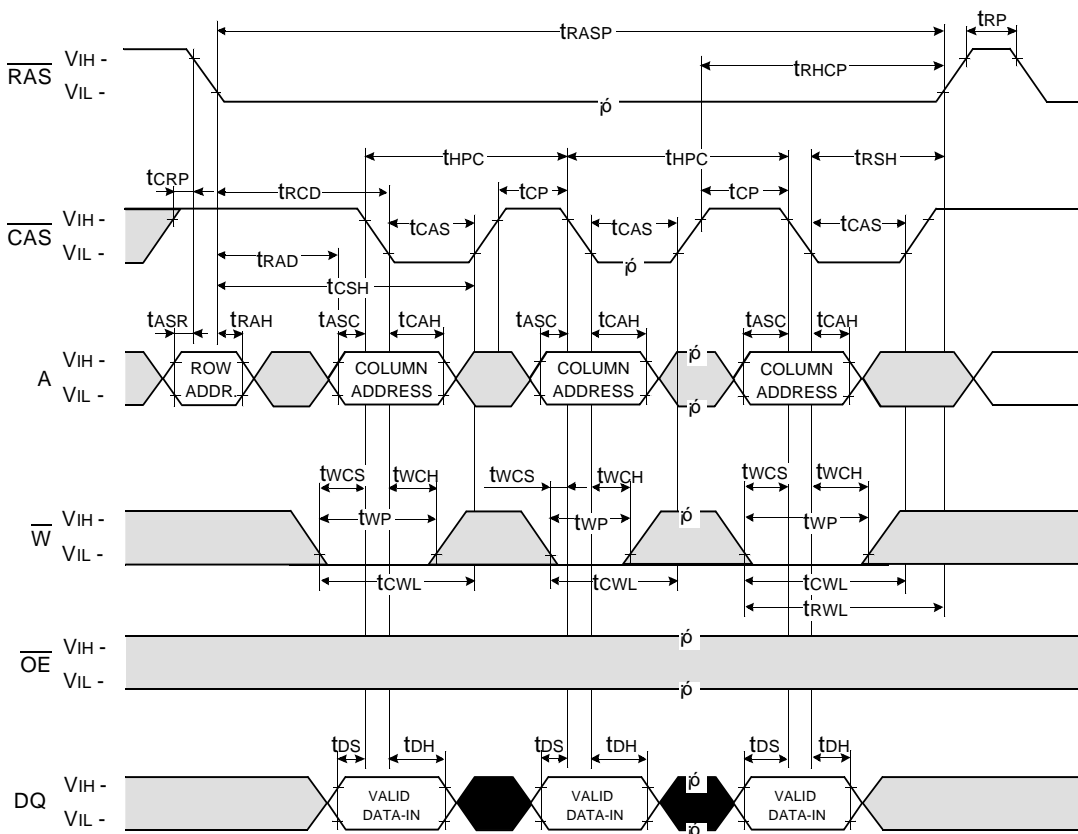 tRASP
tRP
RAS
VIH -
VIL -
tRHCP
¡ó
tHPC
tHPC
tRSH
tCRP
tRCD
tCP
tCP
CAS
VIH -
VIL -
tCAS
tCAS
tCAS
¡ó
tRAD
tCSH
tASR
tRAH
tASC
tCAH
tASC
tCAH
tASC
tCAH
A
VIH -
VIL -
ROW
ADDR.
COLUMN
ADDRESS
COLUMN
ADDRESS
¡ó
¡ó
COLUMN
ADDRESS
tWCS
tWCH
tWCS
tWCH
tWCS
tWCH
W
VIH -
VIL -
tWP
tWP
¡ó
tWP
tCWL
tCWL
tCWL
tRWL
OE
VIH -
VIL -
¡ó
¡ó
tDS
tDH
tDS
tDH
tDS
tDH
DQ
VIH -
VIL -
VALID
DATA-IN
VALID
DATA-IN
¡ó
¡ó
VALID
DATA-IN